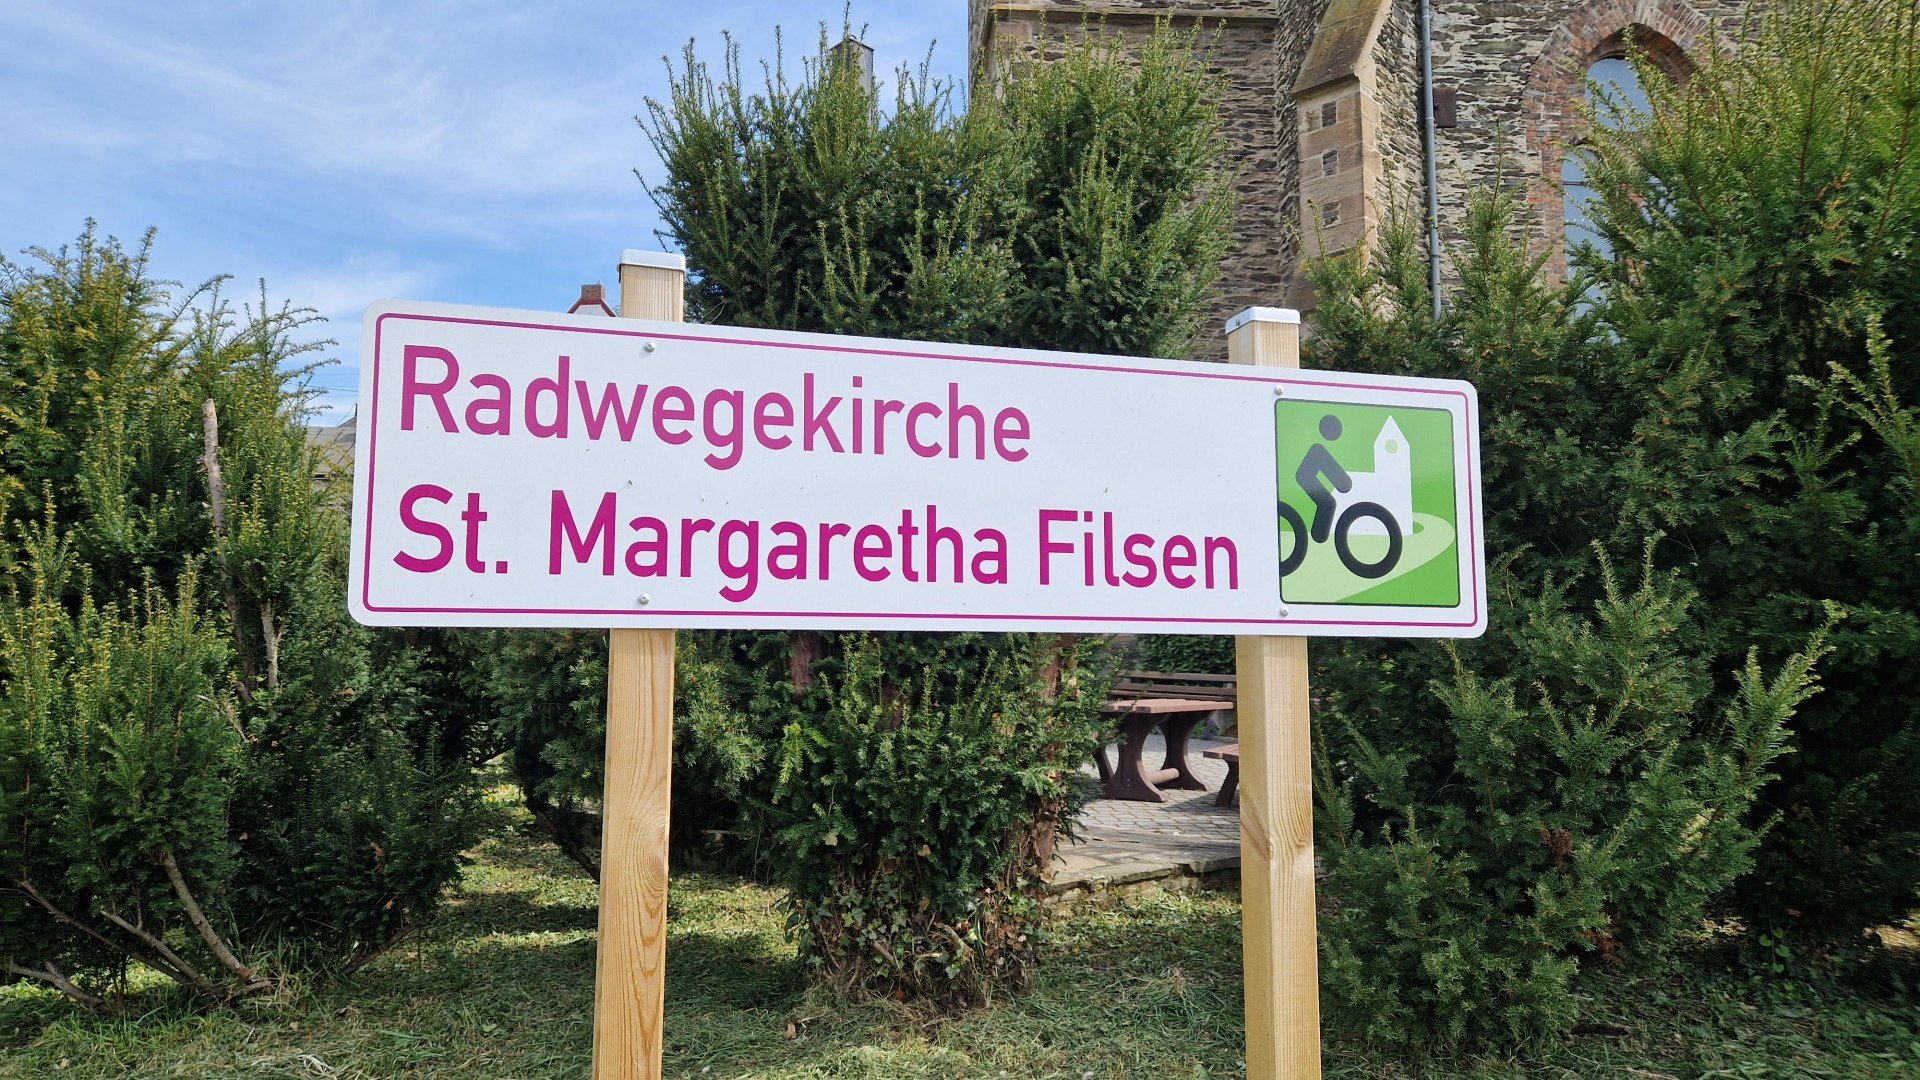 Radwegekirche
St. Margaretha Filsen